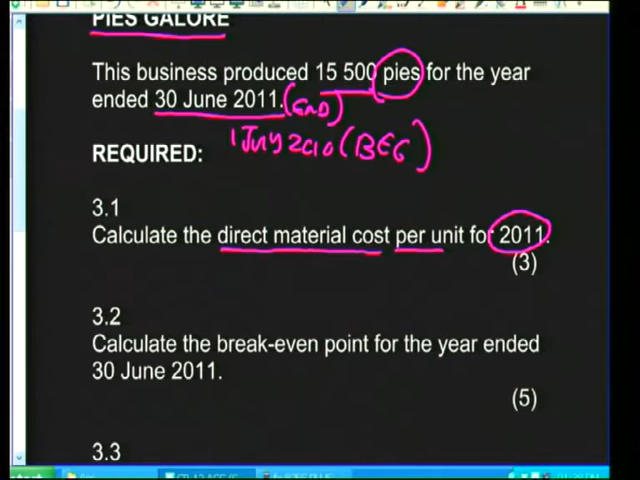 PIES GALORE
This business produced 15 500 pies for the year
ended 30 June 2011. (END)
1 July 2010 (BEG)
REQUIRED:
3.1
Calculate the direct material cost per unit for 2011.
(3)
3.2
Calculate the break-even point for the year ended
30 June 2011.
(5)
3.3